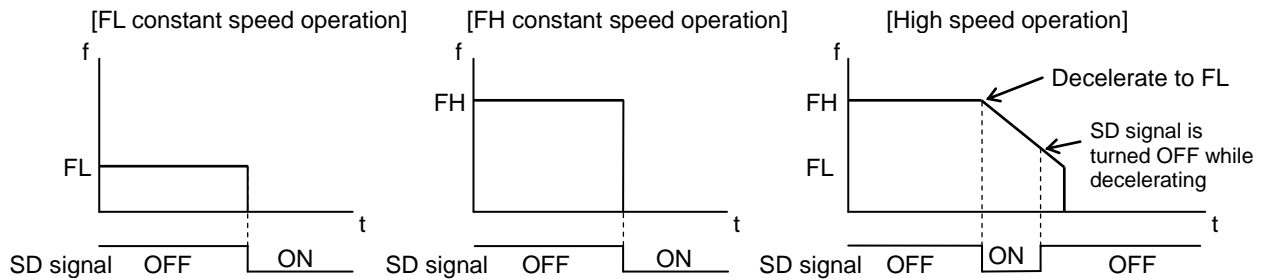 [FL constant speed operation]
f
FL
t
SD signal OFF ON
[FH constant speed operation]
f
FH
t
SD signal OFF ON
[High speed operation]
f
FH
FL
Decelerate to FL
SD signal is
turned OFF while
decelerating
t
SD signal OFF ON OFF